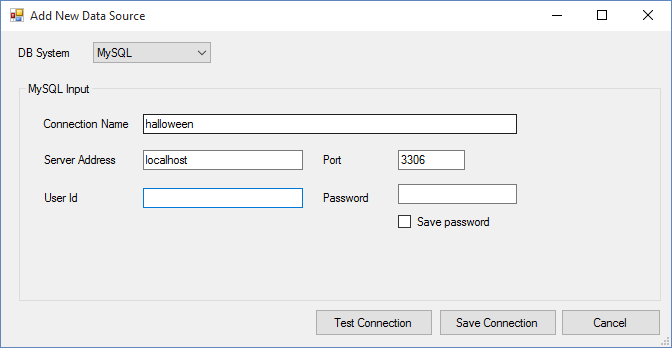 Add New Data Source
DB System MySQL
MySQL Input
Connection Name halloween
Server Address localhost Port 3306
User Id Password
Save password
Test Connection Save Connection Cancel